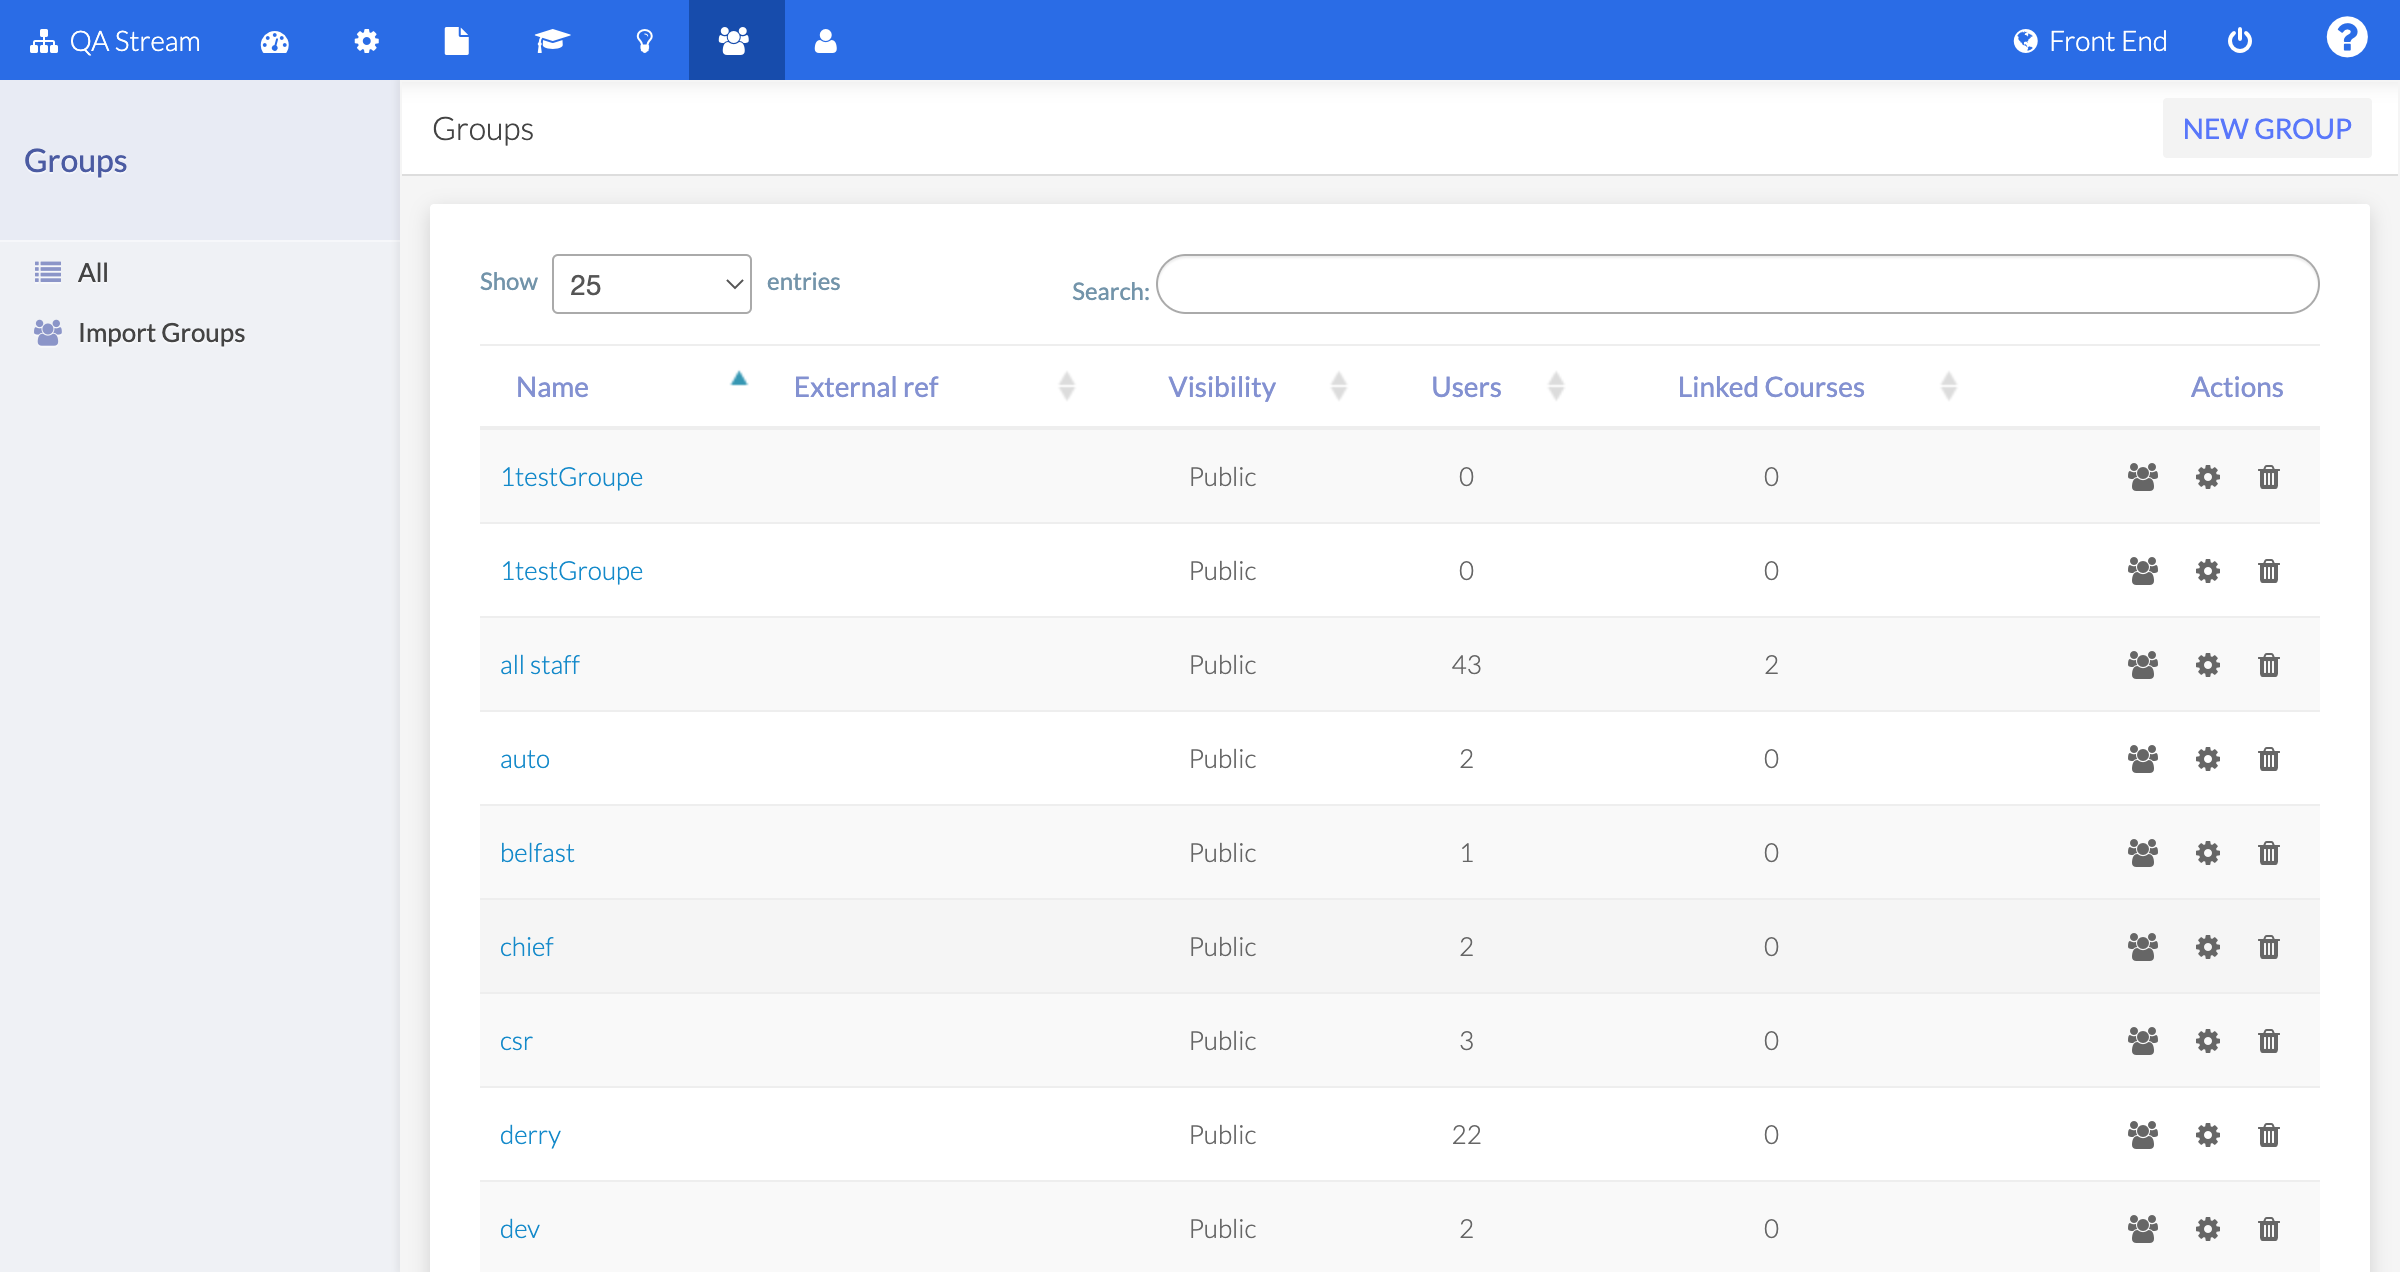 QA Stream
Front End
Groups
Groups
NEW GROUP
All
Import Groups
Show 25 entries
Search:
Name External ref Visibility Users Linked Courses Actions
1testGroupe Public 0 0
1testGroupe Public 0 0
all staff Public 43 2
auto Public 2 0
belfast Public 1 0
chief Public 2 0
csr Public 3 0
derry Public 22 0
dev Public 2 0